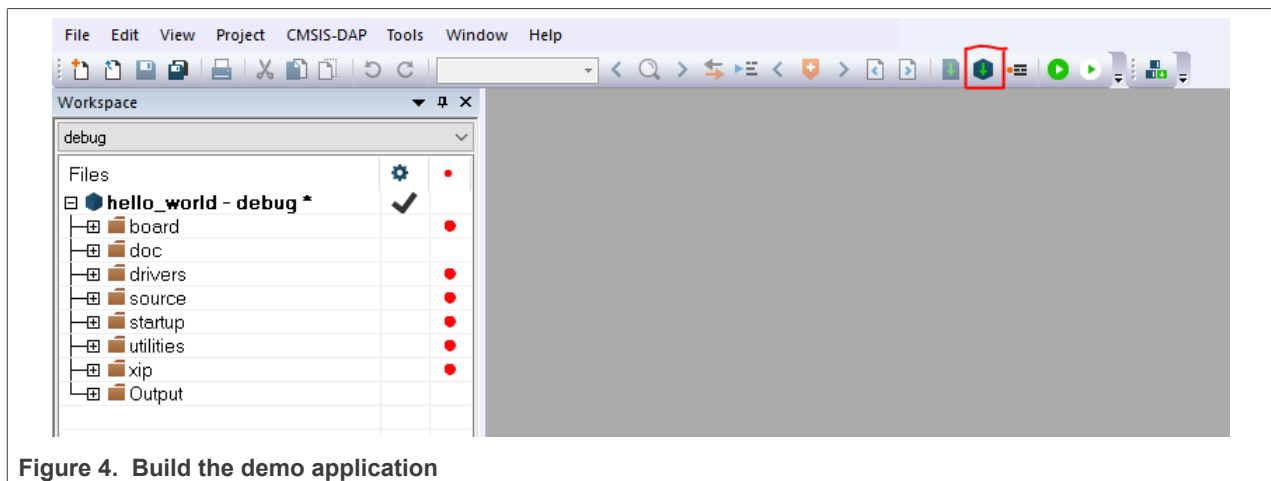 File Edit View Project CMSIS-DAP Tools Window Help
Workspace
debug
Files
hello_world - debug *
board
doc
drivers
source
startup
utilities
xip
Output
Figure 4. Build the demo application